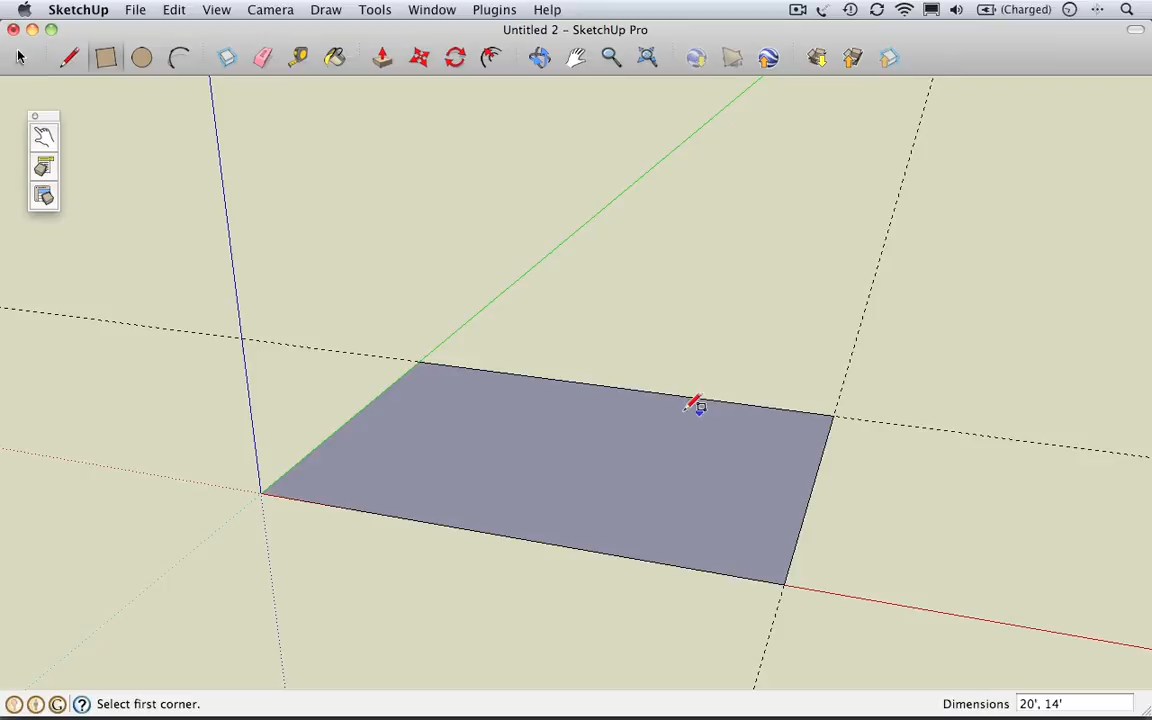 SketchUp File Edit View Camera Draw Tools Window Plugins Help (Charged)
Untitled 2 – SketchUp Pro
Select first corner. Dimensions 20', 14'